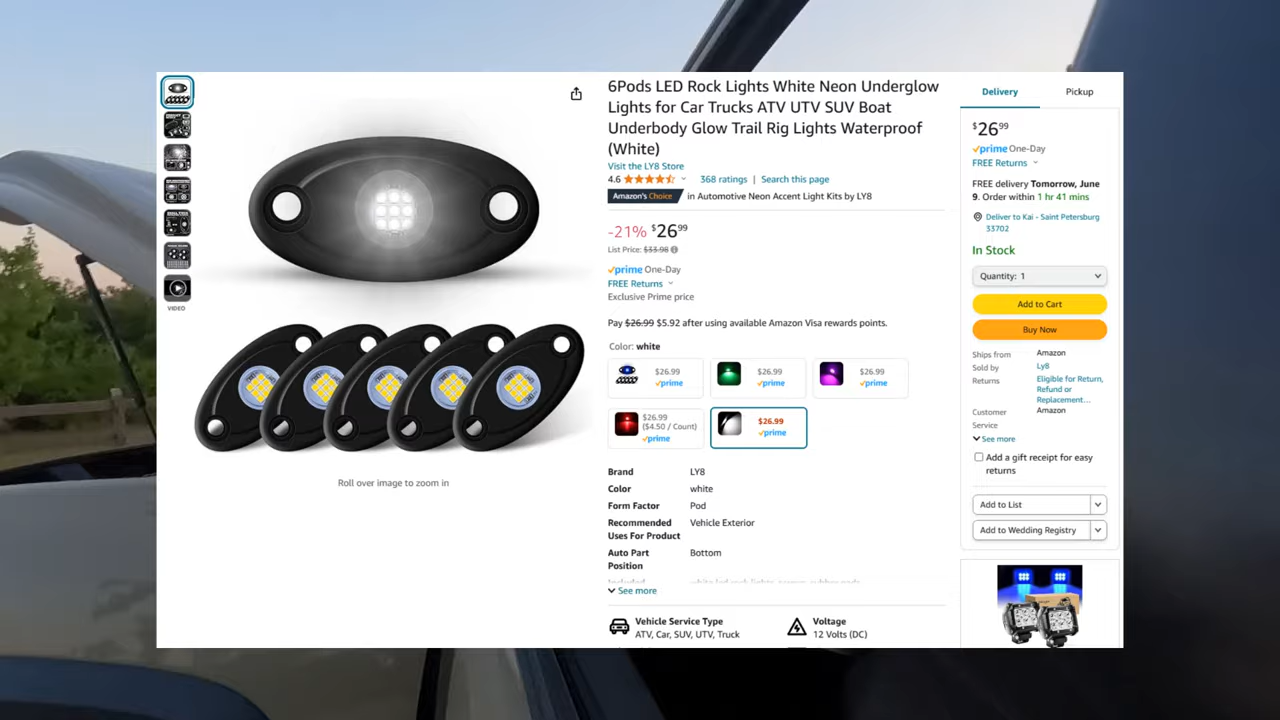 6Pods LED Rock Lights White Neon Underglow
Lights for Car Trucks ATV UTV SUV Boat
Underbody Glow Trail Rig Lights Waterproof
(White)
Visit the LY8 Store
4.6
368 ratings | Search this page
Amazon's Choice in Automotive Neon Accent Light Kits by LY8
-21% $26.99
List Price: $33.98
prime One-Day
FREE Returns
Exclusive Prime price
Pay $26.99 $5.92 after using available Amazon Visa rewards points.
Color: white
$26.99
prime
$26.99
prime
$26.99
prime
$26.99
($4.50 / Count)
prime
$26.99
prime
Brand LY8
Color white
Form Factor Pod
Recommended Uses For Product Vehicle Exterior
Auto Part Position Bottom
Included white led rock lights, screws, rubber pads
See more
Vehicle Service Type
ATV, Car, SUV, UTV, Truck
Voltage
12 Volts (DC)
VIDEO
Roll over image to zoom in
Delivery
Pickup
$26.99
prime One-Day
FREE Returns
FREE delivery Tomorrow, June
9. Order within 1 hr 41 mins
Deliver to Kai - Saint Petersburg
33702
In Stock
Quantity: 1
Add to Cart
Buy Now
Ships from Amazon
Sold by Ly8
Returns Eligible for Return,
Refund or
Replacement...
Customer Service Amazon
See more
Add a gift receipt for easy
returns
Add to List
Add to Wedding Registry